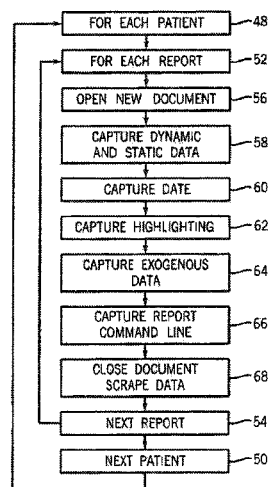 FOR EACH PATIENT 48
FOR EACH REPORT 52
OPEN NEW DOCUMENT 56
CAPTURE DYNAMIC
AND STATIC DATA 58
CAPTURE DATE 60
CAPTURE HIGHLIGHTING 62
CAPTURE EXOGENOUS
DATA 64
CAPTURE REPORT
COMMAND LINE 66
CLOSE DOCUMENT
SCRAPE DATA 68
NEXT REPORT 54
NEXT PATIENT 50